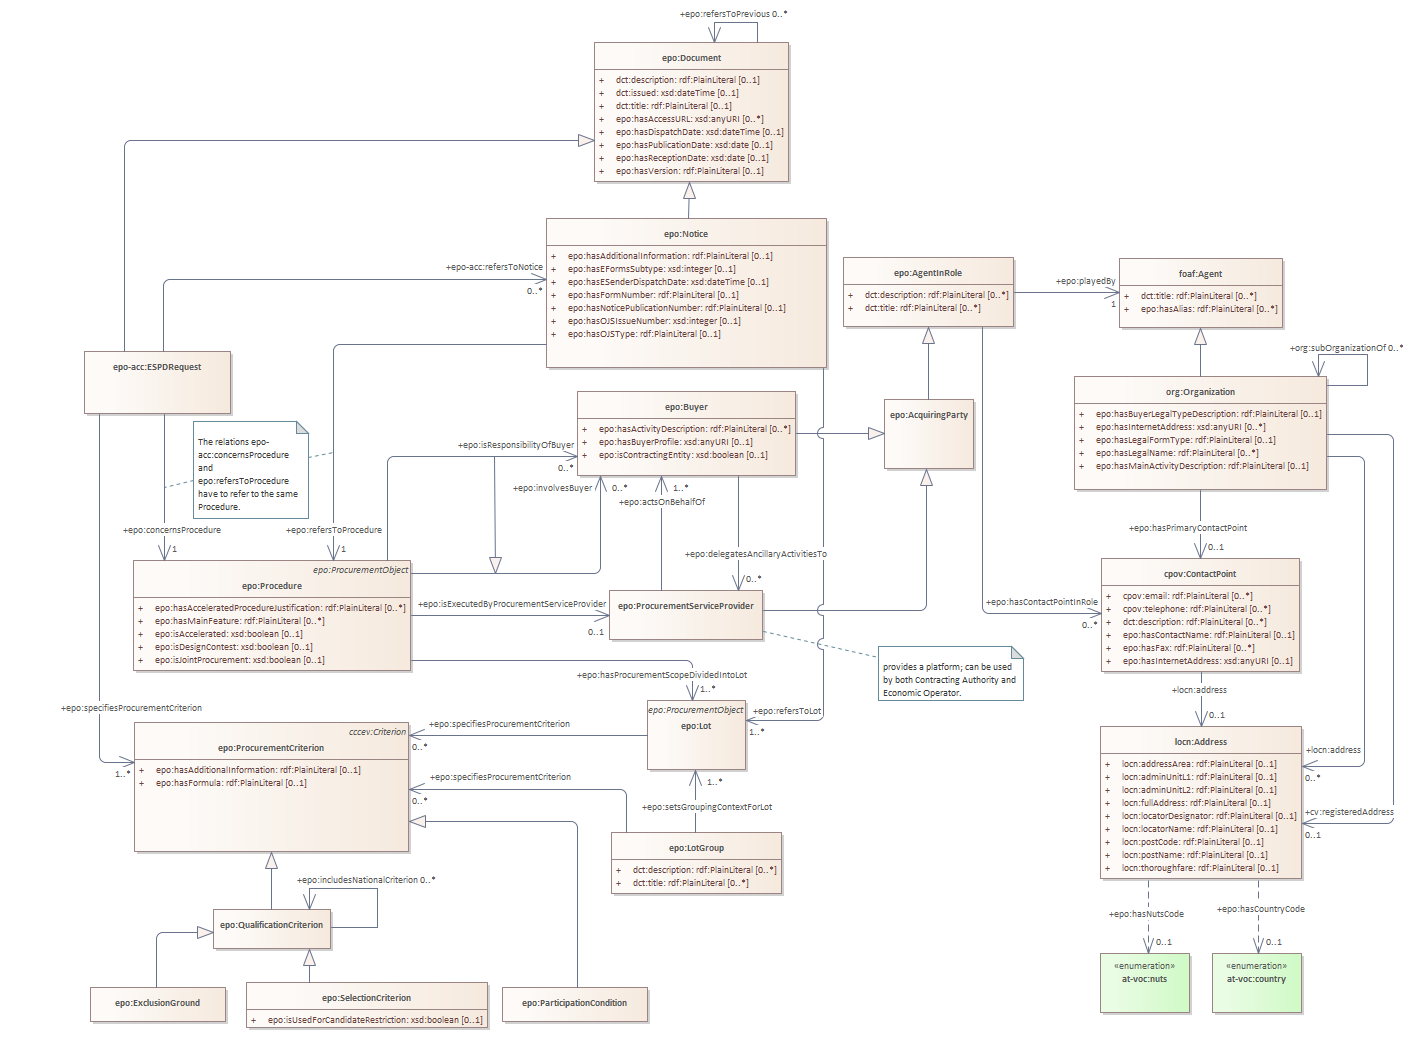 +epo:refersToPrevious 0..*
epo:Document
+ dct:description: rdf:PlainLiteral [0..1]
+ dct:issued: xsd:dateTime [0..1]
+ dct:title: rdf:PlainLiteral [0..1]
+ epo:hasAccessURL: xsd:anyURI [0..*]
+ epo:hasDispatchDate: xsd:dateTime [0..1]
+ epo:hasPublicationDate: xsd:date [0..1]
+ epo:hasReceptionDate: xsd:date [0..1]
+ epo:hasVersion: rdf:PlainLiteral [0..1]
epo:Notice
+ epo:hasAdditionalInformation: rdf:PlainLiteral [0..1]
+ epo:hasEFormsSubtype: xsd:integer [0..1]
+ epo:hasESenderDispatchDate: xsd:dateTime [0..1]
+ epo:hasFormNumber: rdf:PlainLiteral [0..1]
+ epo:hasNoticePublicationNumber: rdf:PlainLiteral [0..1]
+ epo:hasOJSIssueNumber: xsd:integer [0..1]
+ epo:hasOJSType: rdf:PlainLiteral [0..1]
+epo-acc:refersToNotice
0..*
epo:AgentInRole
+ dct:description: rdf:PlainLiteral [0..*]
+ dct:title: rdf:PlainLiteral [0..*]
+epo:playedBy
1
foaf:Agent
+ dct:title: rdf:PlainLiteral [0..*]
+ epo:hasAlias: rdf:PlainLiteral [0..*]
+org:subOrganizationOf 0..*
epo-acc:ESPDRequest
org:Organization
+ epo:hasBuyerLegalTypeDescription: rdf:PlainLiteral [0..1]
+ epo:hasInternetAddress: xsd:anyURI [0..*]
+ epo:hasLegalFormType: rdf:PlainLiteral [0..1]
+ epo:hasLegalName: rdf:PlainLiteral [0..*]
+ epo:hasMainActivityDescription: rdf:PlainLiteral [0..1]
epo:Buyer
+ epo:hasActivityDescription: rdf:PlainLiteral [0..*]
+ epo:hasBuyerProfile: xsd:anyURI [0..1]
+ epo:isContractingEntity: xsd:boolean [0..1]
epo:AcquiringParty
The relations epo-
acc:concernsProcedure
and
epo:refersToProcedure
have to refer to the same
Procedure.
+epo:isResponsibilityOfBuyer
0..*
+epo:involvesBuyer
0..*
1..*
+epo:actsOnBehalfOf
+epo:concernsProcedure
1
+epo:refersToProcedure
1
+epo:delegatesAncillaryActivitiesTo
0..*
+epo:hasPrimaryContactPoint
0..1
epo:ProcurementObject
epo:Procedure
+ epo:hasAcceleratedProcedureJustification: rdf:PlainLiteral [0..*]
+ epo:hasMainFeature: rdf:PlainLiteral [0..*]
+ epo:isAccelerated: xsd:boolean [0..1]
+ epo:isDesignContest: xsd:boolean [0..1]
+ epo:isJointProcurement: xsd:boolean [0..1]
+epo:isExecutedByProcurementServiceProvider
0..1
epo:ProcurementServiceProvider
+epo:hasContactPointInRole
0..*
cpov:ContactPoint
+ cpov:email: rdf:PlainLiteral [0..*]
+ cpov:telephone: rdf:PlainLiteral [0..*]
+ dct:description: rdf:PlainLiteral [0..*]
+ epo:hasContactName: rdf:PlainLiteral [0..1]
+ epo:hasFax: rdf:PlainLiteral [0..*]
+ epo:hasInternetAddress: xsd:anyURI [0..1]
provides a platform; can be used
by both Contracting Authority and
Economic Operator.
+epo:hasProcurementScopeDividedIntoLot
1..*
+locn:address
0..1
+epo:specifiesProcurementCriterion
1..*
epo:ProcurementObject
epo:Lot
+epo:refersToLot
1..*
cccev:Criterion
epo:ProcurementCriterion
+ epo:hasAdditionalInformation: rdf:PlainLiteral [0..1]
+ epo:hasFormula: rdf:PlainLiteral [0..1]
+epo:specifiesProcurementCriterion
0..*
+epo:specifiesProcurementCriterion
0..*
1..*
+epo:setsGroupingContextForLot
locn:Address
+ locn:addressArea: rdf:PlainLiteral [0..1]
+ locn:adminUnitL1: rdf:PlainLiteral [0..1]
+ locn:adminUnitL2: rdf:PlainLiteral [0..1]
+ locn:fullAddress: rdf:PlainLiteral [0..1]
+ locn:locatorDesignator: rdf:PlainLiteral [0..1]
+ locn:locatorName: rdf:PlainLiteral [0..1]
+ locn:postCode: rdf:PlainLiteral [0..1]
+ locn:postName: rdf:PlainLiteral [0..1]
+ locn:thoroughfare: rdf:PlainLiteral [0..1]
+locn:address
0..*
+cv:registeredAddress
0..1
epo:LotGroup
+ dct:description: rdf:PlainLiteral [0..*]
+ dct:title: rdf:PlainLiteral [0..*]
+epo:includesNationalCriterion 0..*
epo:QualificationCriterion
+epo:hasNutsCode
0..1
+epo:hasCountryCode
0..1
«enumeration»
at-voc:nuts
«enumeration»
at-voc:country
epo:ExclusionGround
epo:SelectionCriterion
+ epo:isUsedForCandidateRestriction: xsd:boolean [0..1]
epo:ParticipationCondition